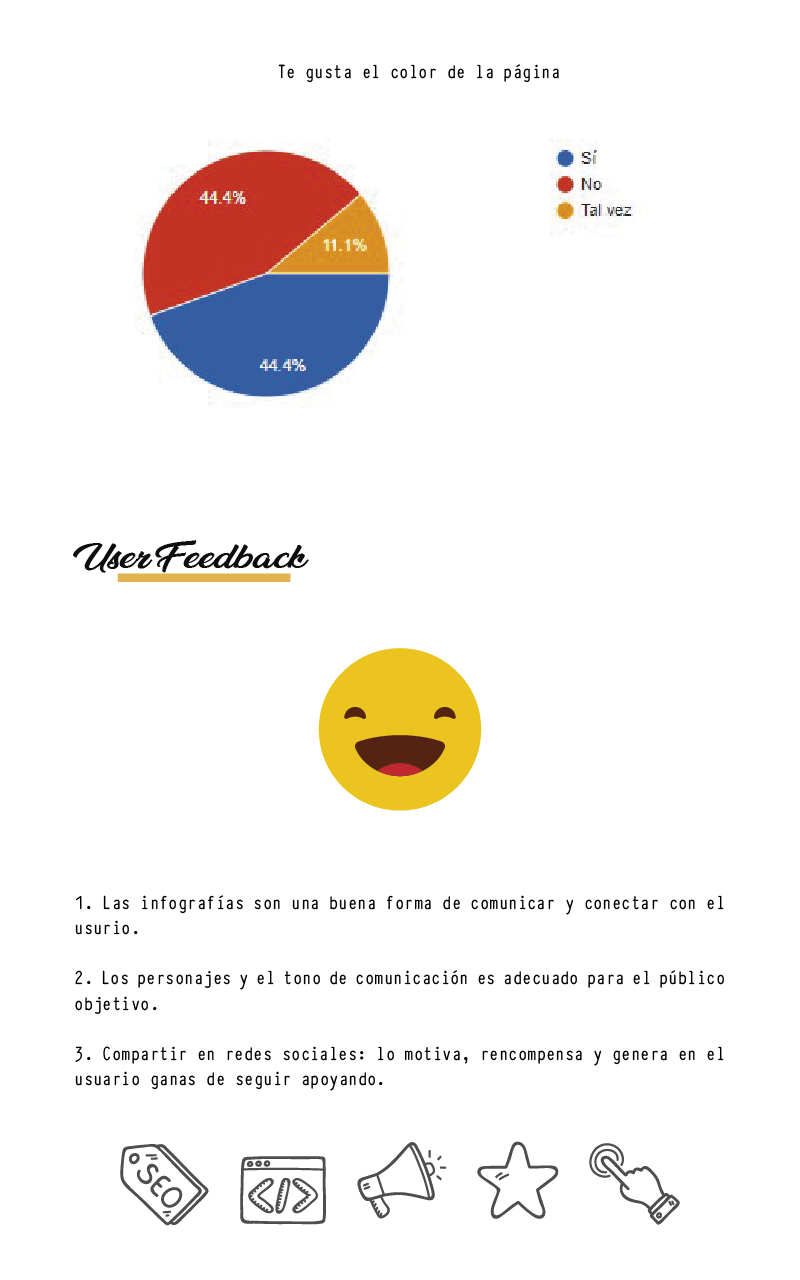 Te gusta el color de la página
44.4%
11.1%
44.4%
Sí
No
Tal vez
User Feedback
1. Las infografías son una buena forma de comunicar y conectar con el
usurio.
2. Los personajes y el tono de comunicación es adecuado para el público
objetivo.
3. Compartir en redes sociales: lo motiva, rencompensa y genera en el
usuario ganas de seguir apoyando.
SEO